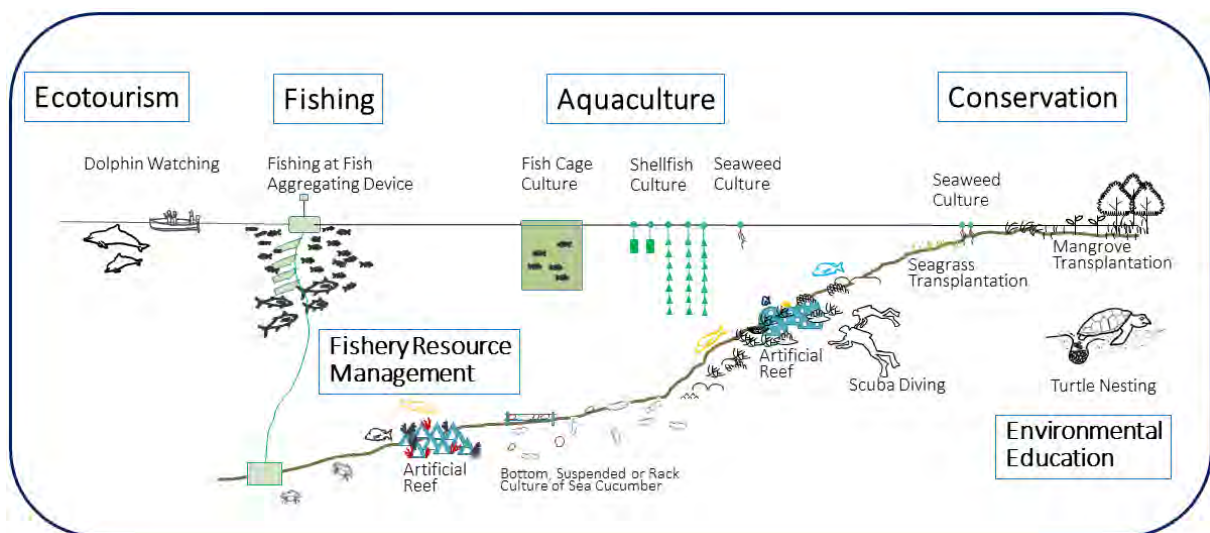 Ecotourism
Fishing
Aquaculture
Conservation
Dolphin Watching
Fishing at Fish
Aggregating Device
Fish Cage
Culture
Shellfish
Culture
Seaweed
Culture
Seaweed
Culture
Seagrass
Transplantation
Mangrove
Transplantation
Fishery Resource
Management
Artificial
Reef
Scuba Diving
Turtle Nesting
Artificial
Reef
Bottom, Suspended or Rack
Culture of Sea Cucumber
Environmental
Education